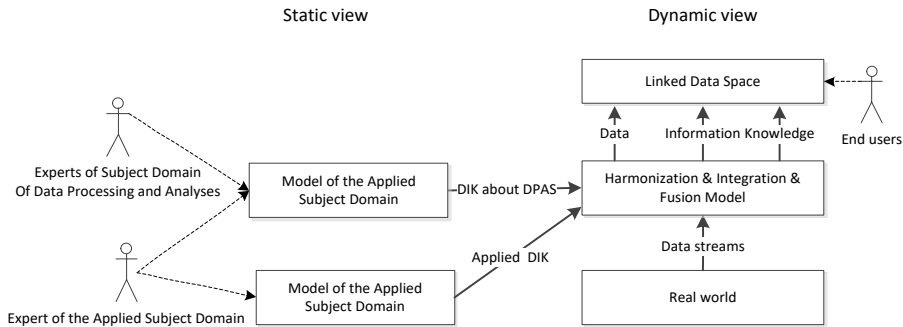 Static view
Dynamic view
Linked Data Space
End users
Data
Information
Knowledge
Experts of Subject Domain
Of Data Processing and Analyses
Model of the Applied
Subject Domain
DIK about DPAS
Harmonization & Integration &
Fusion Model
Data streams
Applied DIK
Expert of the Applied Subject Domain
Model of the Applied
Subject Domain
Real world